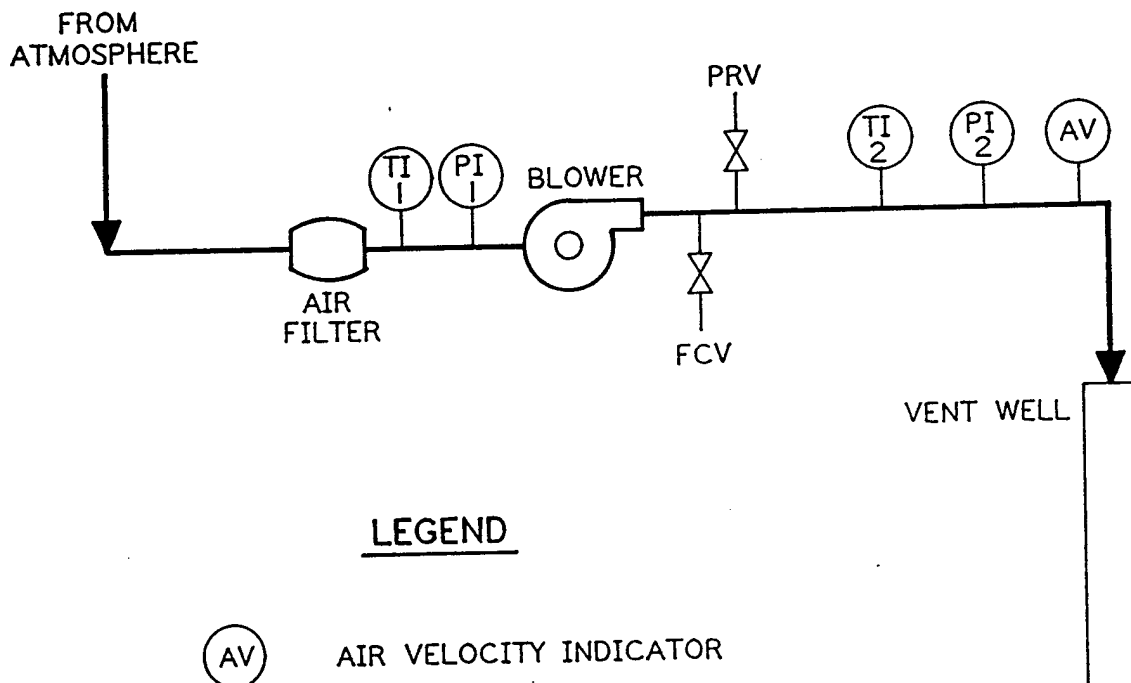 FROM
ATMOSPHERE
PRV
TI
2
PI
2
AV
TI
1
PI
1
BLOWER
AIR
FILTER
FCV
VENT WELL
LEGEND
AV AIR VELOCITY INDICATOR